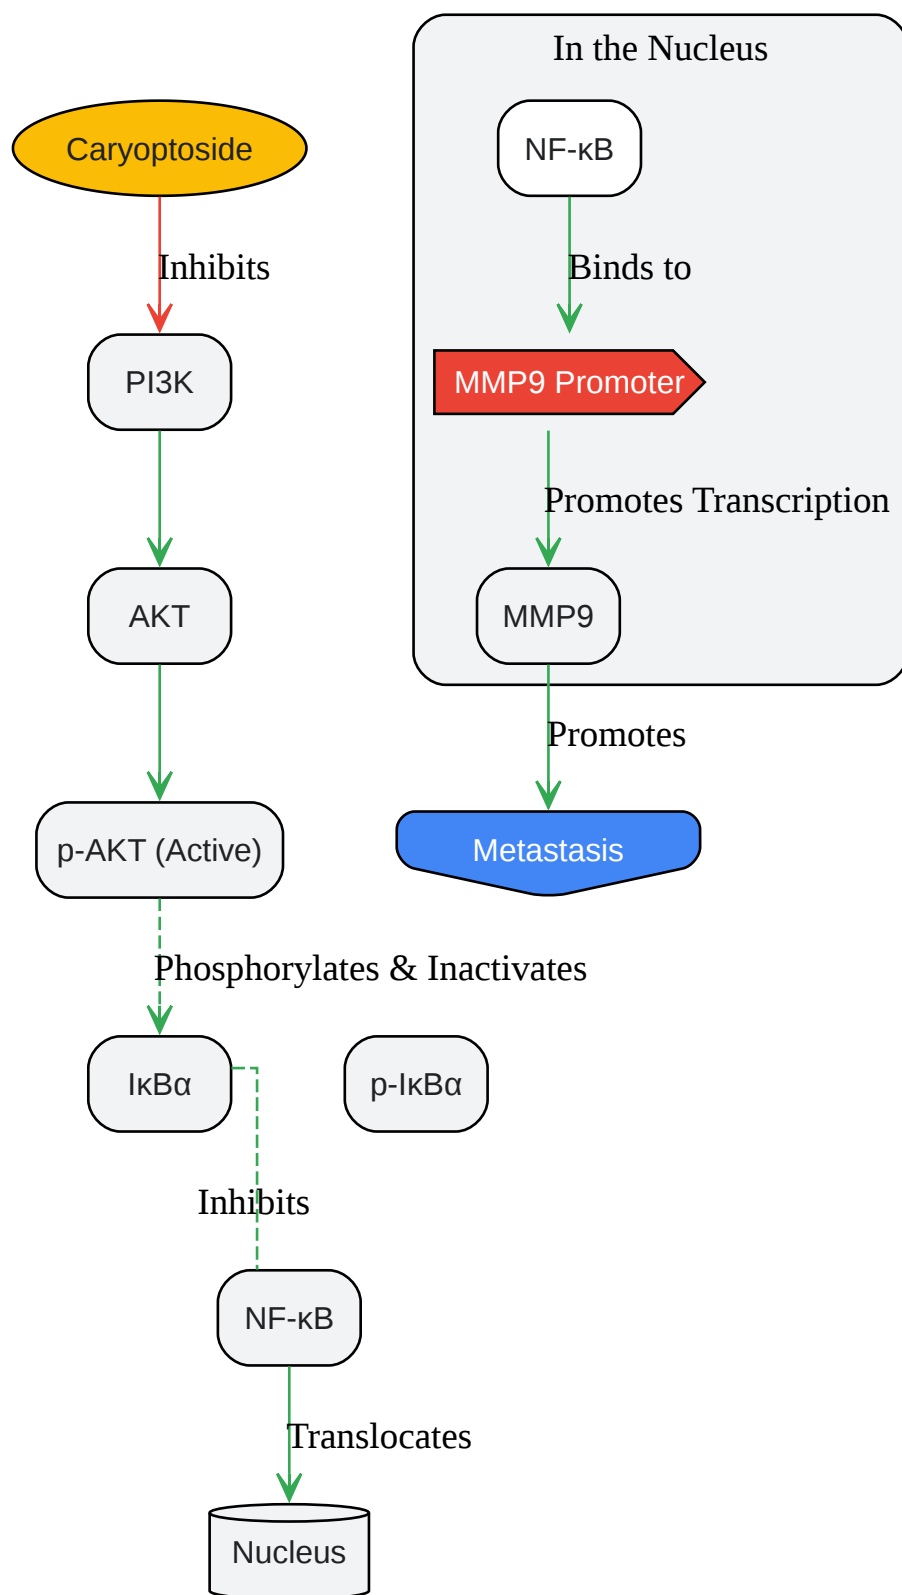 In the Nucleus
Caryoptoside
NF-κB
Inhibits
Binds to
PI3K
MMP9 Promoter
Promotes Transcription
AKT
MMP9
Promotes
p-AKT (Active)
Metastasis
Phosphorylates & Inactivates
IκBα
p-IκBα
Inhibits
NF-κB
Translocates
Nucleus